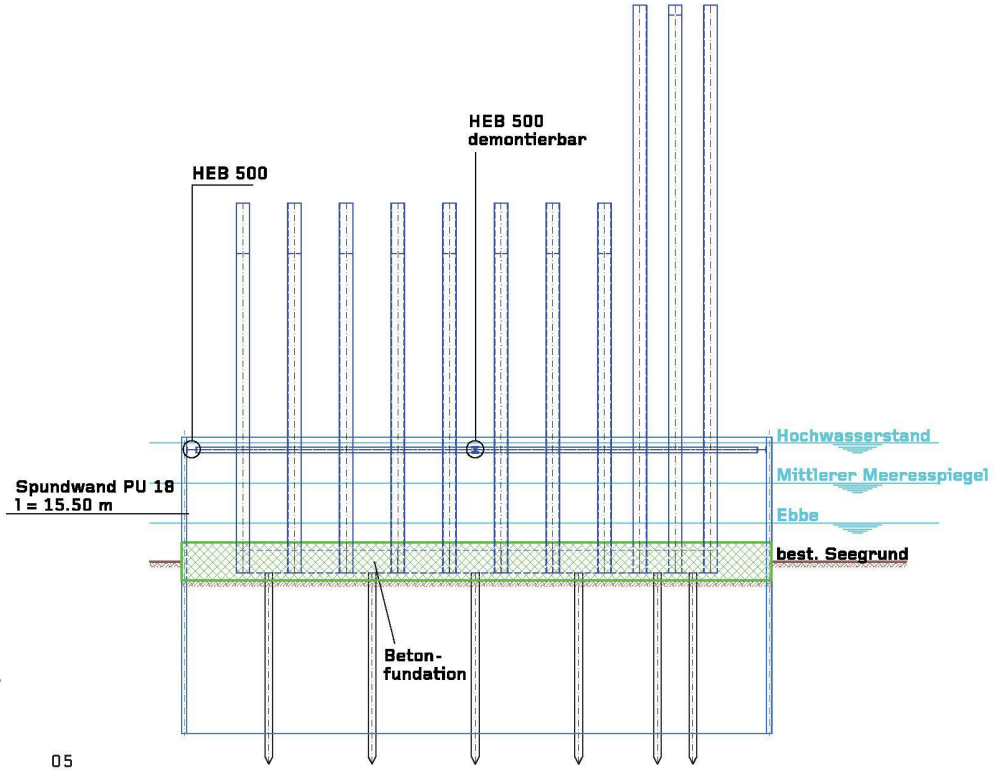 HEB 500
demontierbar
HEB 500
Hochwasserstand
Mittlerer Meeresspiegel
Spundwand PU 18
l = 15.50 m
Ebbe
best. Seegrund
Beton-
fundation
05